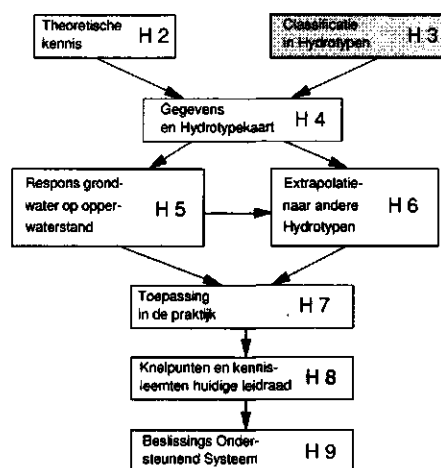 Theoretische
kennis
H 2
Classificatie
in Hydrotypen
H 3
Gegevens
en Hydrotypekaart
H 4
Respons grond-
water op opper-
waterstand
H 5
Extrapolatie-
naar andere
Hydrotypen
H 6
Toepassing
in de praktijk
H 7
Knelpunten en kennis-
leemten huidige leidraad
H 8
Beslissings Onder-
steunend Systeem
H 9